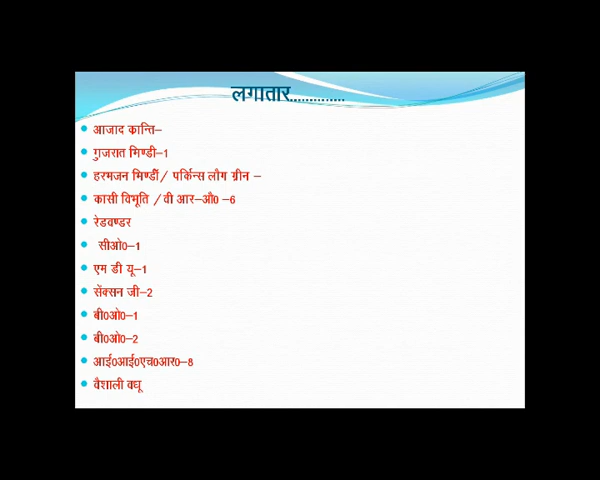 लगातार.............
आजाद कान्ति–
गुजरात भिण्डी–1
हरभजन भिण्डीं / पर्किन्स लौग ग्रीन –
कासी विभूति / वी आर–औ0 –6
रेडवण्डर
सीओ0–1
एम डी यू–1
सेंक्सन जी–2
बी0ओ0–1
बी0ओ0–2
आई0आई0एच0आर0–8
वैशाली वधू